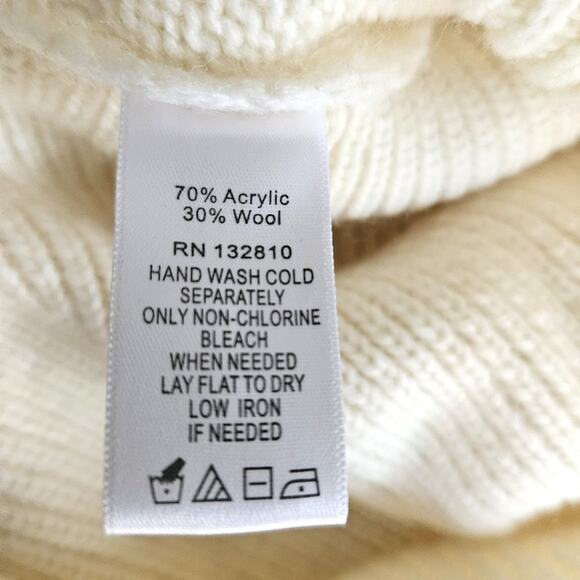 70% Acrylic
30% Wool
RN 132810
HAND WASH COLD
SEPARATELY
ONLY NON-CHLORINE
BLEACH
WHEN NEEDED
LAY FLAT TO DRY
LOW IRON
IF NEEDED